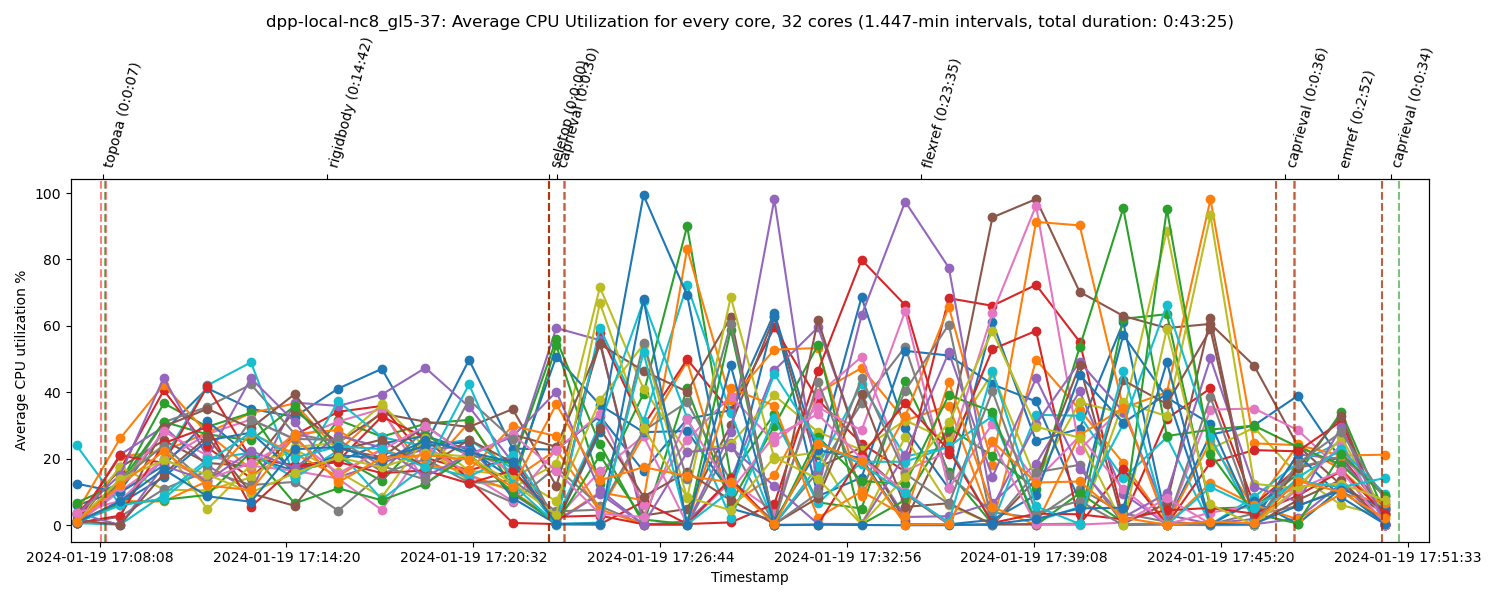 dpp-local-nc8_gl5-37: Average CPU Utilization for every core, 32 cores (1.447-min intervals, total duration: 0:43:25)
topoaa (0:0:07)
rigidbody (0:14:42)
seletop (0:0:00)
caprieval (0:0:30)
flexref (0:23:35)
caprieval (0:0:36)
emref (0:2:52)
caprieval (0:0:34)
Average CPU utilization %
100
80
60
40
20
0
2024-01-19 17:08:08
2024-01-19 17:14:20
2024-01-19 17:20:32
2024-01-19 17:26:44
2024-01-19 17:32:56
2024-01-19 17:39:08
2024-01-19 17:45:20
2024-01-19 17:51:33
Timestamp